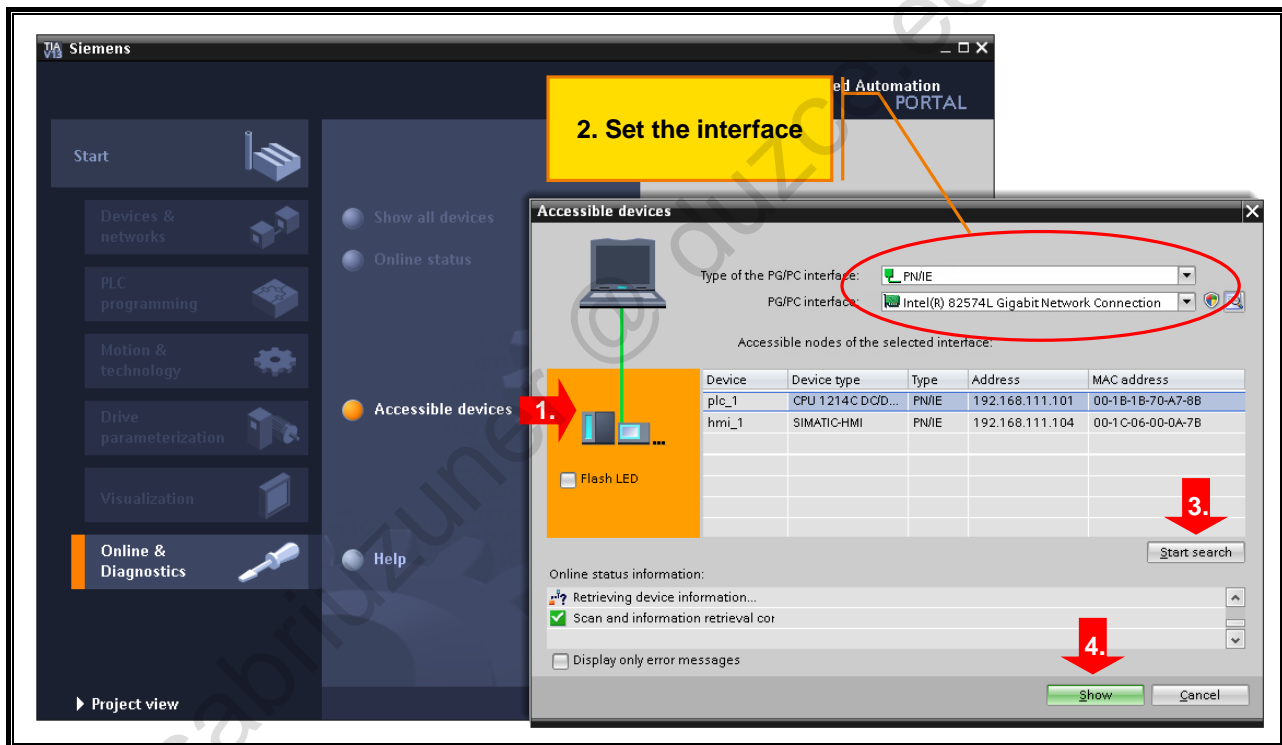 TIA V13 Siemens
ed Automation
PORTAL
2. Set the interface
Start
Devices &
networks
PLC
programming
Motion &
technology
Drive
parameterization
Visualization
Online &
Diagnostics
Project view
Show all devices
Online status
Accessible devices
Help
1.
Accessible devices
Type of the PG/PC interface: PN/IE
PG/PC interface: Intel(R) 82574L Gigabit Network Connection
Accessible nodes of the selected interface:
Device Device type Type Address MAC address
plc_1 CPU 1214C DC/D... PN/IE 192.168.111.101 00-1B-1B-70-A7-8B
hmi_1 SIMATIC-HMI PN/IE 192.168.111.104 00-1C-06-00-0A-7B
Flash LED
3.
Start search
Online status information:
Retrieving device information...
Scan and information retrieval cor
4.
Display only error messages
Show Cancel
sabriuzuner @ duzce.e